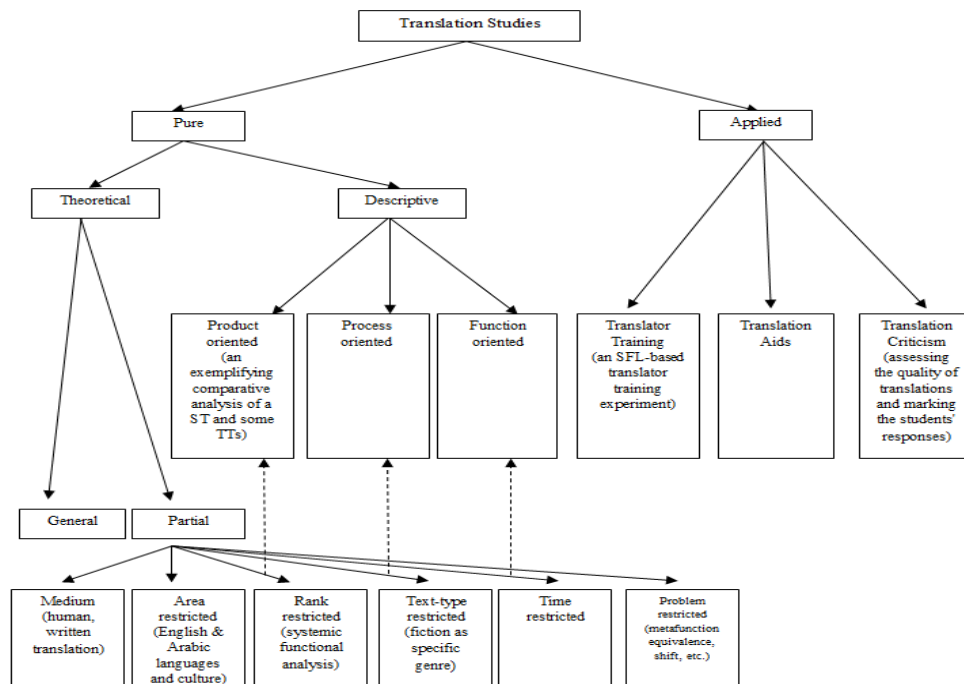 Translation Studies
Pure
Applied
Theoretical
Descriptive
Product
oriented
(an
exemplifying
comparative
analysis of a
ST and some
TTs)
Process
oriented
Function
oriented
Translator
Training
(an SFL-based
translator
training
experiment)
Translation
Aids
Translation
Criticism
(assessing
the quality of
translations
and marking
the students'
responses)
General
Partial
Medium
(human,
written
translation)
Area
restricted
(English &
Arabic
languages
and culture)
Rank
restricted
(systemic
functional
analysis)
Text-type
restricted
(fiction as
specific
genre)
Time
restricted
Problem
restricted
(metafunction
equivalence,
shift, etc.)